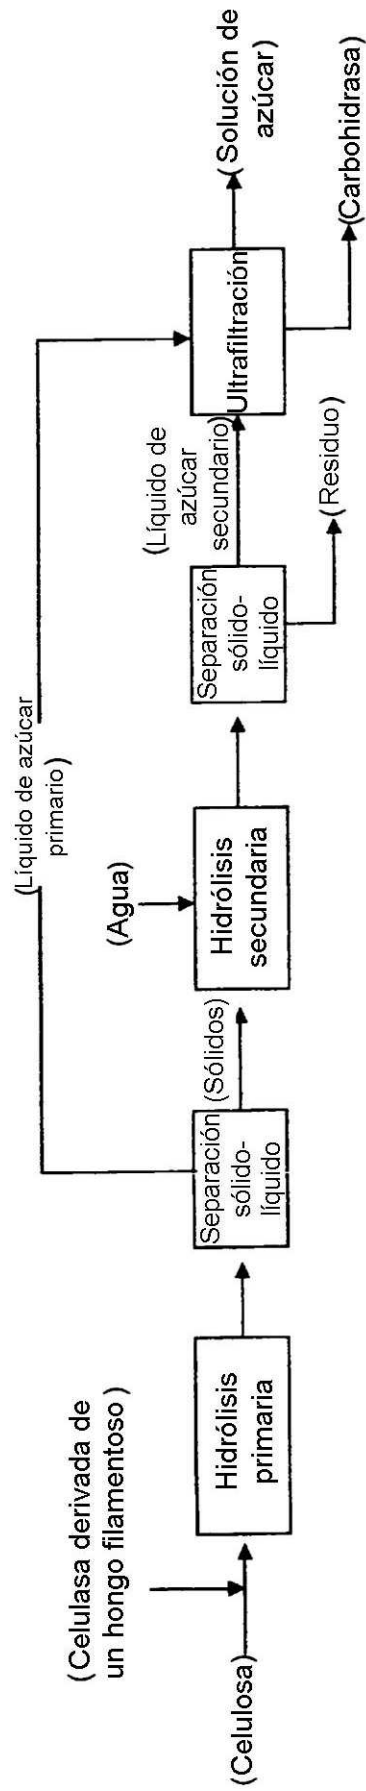 (Celulosa)
(Celulasa derivada de
un hongo filamentoso)
Hidrólisis
primaria
Separación
sólido-
líquido
(Líquido de azúcar
primario)
(Sólidos)
(Agua)
Hidrólisis
secundaria
Separación
sólido-
líquido
(Residuo)
(Líquido de
azúcar
secundario)
Ultrafiltración
(Solución de
azúcar)
(Carbohidrasa)